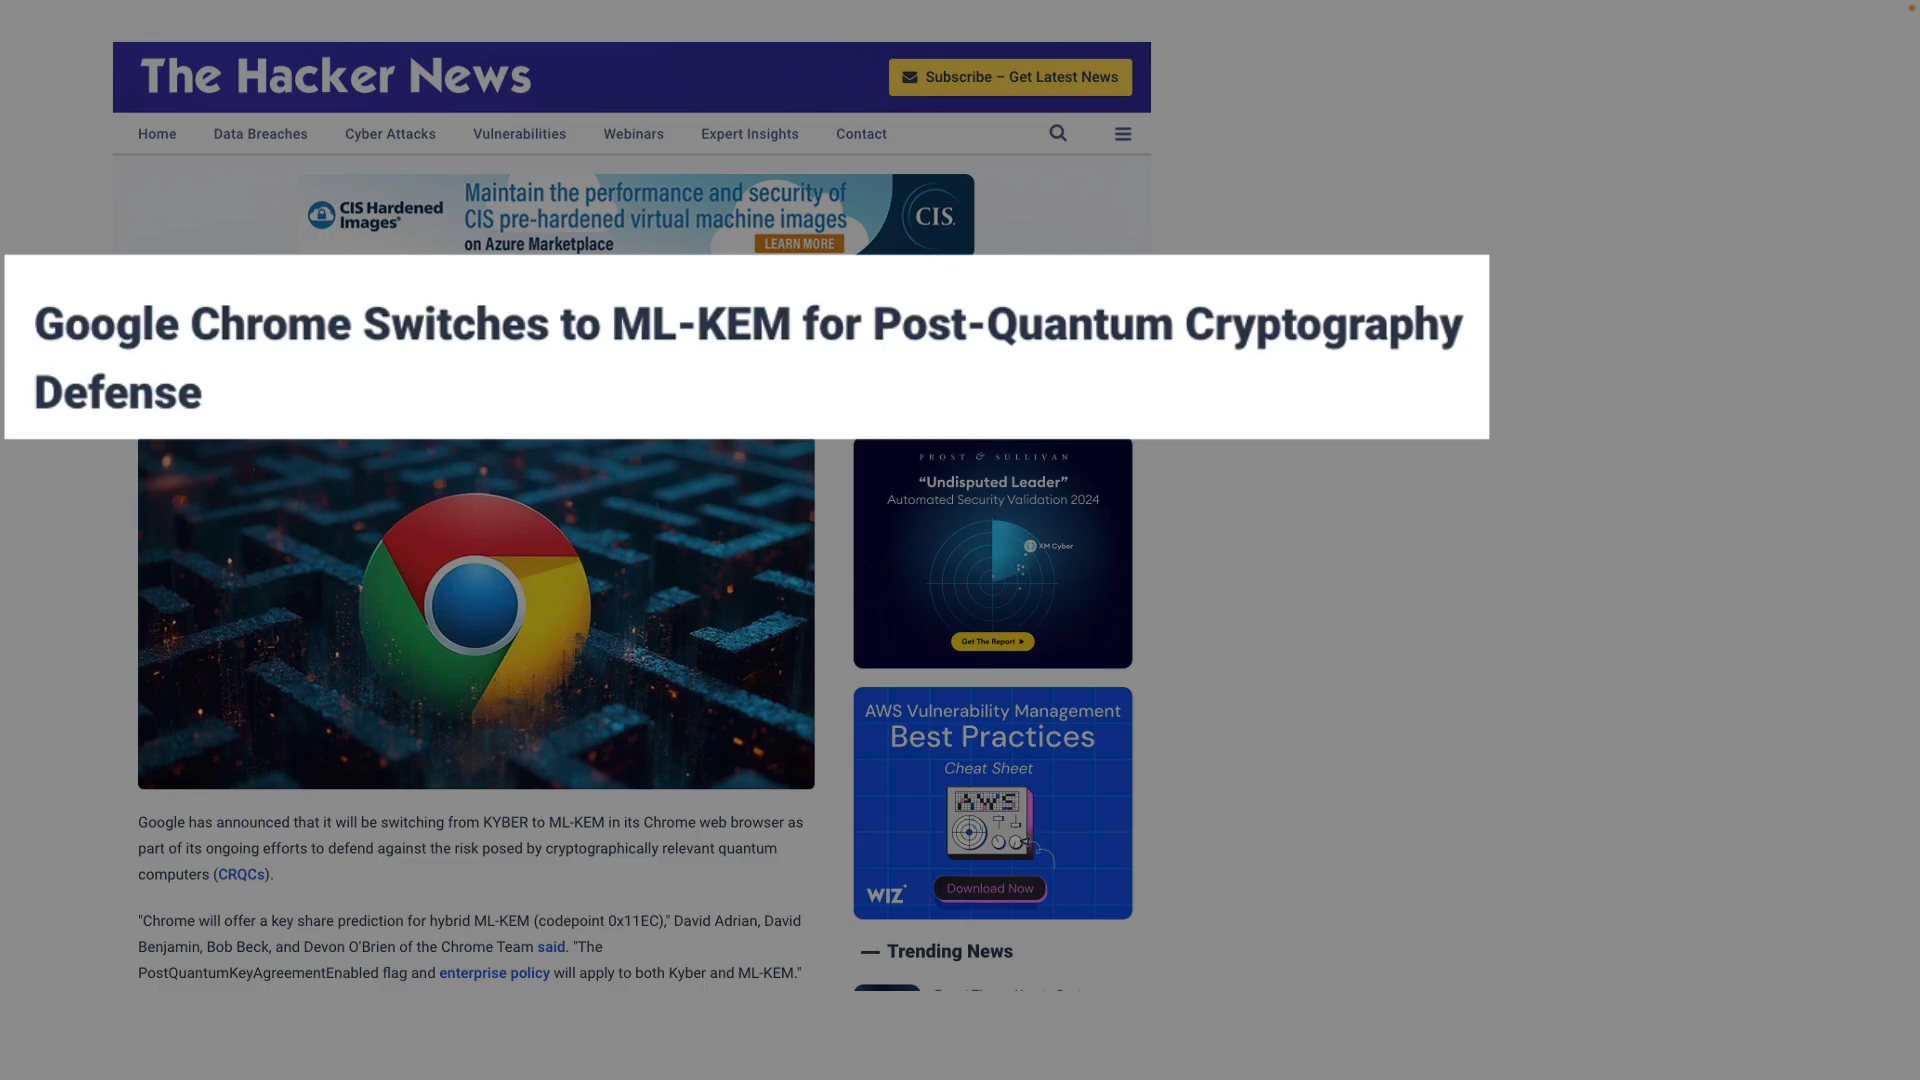 The Hacker News
Subscribe – Get Latest News
Home Data Breaches Cyber Attacks Vulnerabilities Webinars Expert Insights Contact
CIS Hardened
Images®
Maintain the performance and security of
CIS pre-hardened virtual machine images
on Azure Marketplace
LEARN MORE
CIS.
Google Chrome Switches to ML-KEM for Post-Quantum Cryptography
Defense
FROST & SULLIVAN
“Undisputed Leader”
Automated Security Validation 2024
XM Cyber
Get The Report
AWS Vulnerability Management
Best Practices
Cheat Sheet
AWS
WIZ
Download Now
Google has announced that it will be switching from KYBER to ML-KEM in its Chrome web browser as
part of its ongoing efforts to defend against the risk posed by cryptographically relevant quantum
computers (CRQCs).
"Chrome will offer a key share prediction for hybrid ML-KEM (codepoint 0x11EC)," David Adrian, David
Benjamin, Bob Beck, and Devon O'Brien of the Chrome Team said. "The
PostQuantumKeyAgreementEnabled flag and enterprise policy will apply to both Kyber and ML-KEM."
Trending News